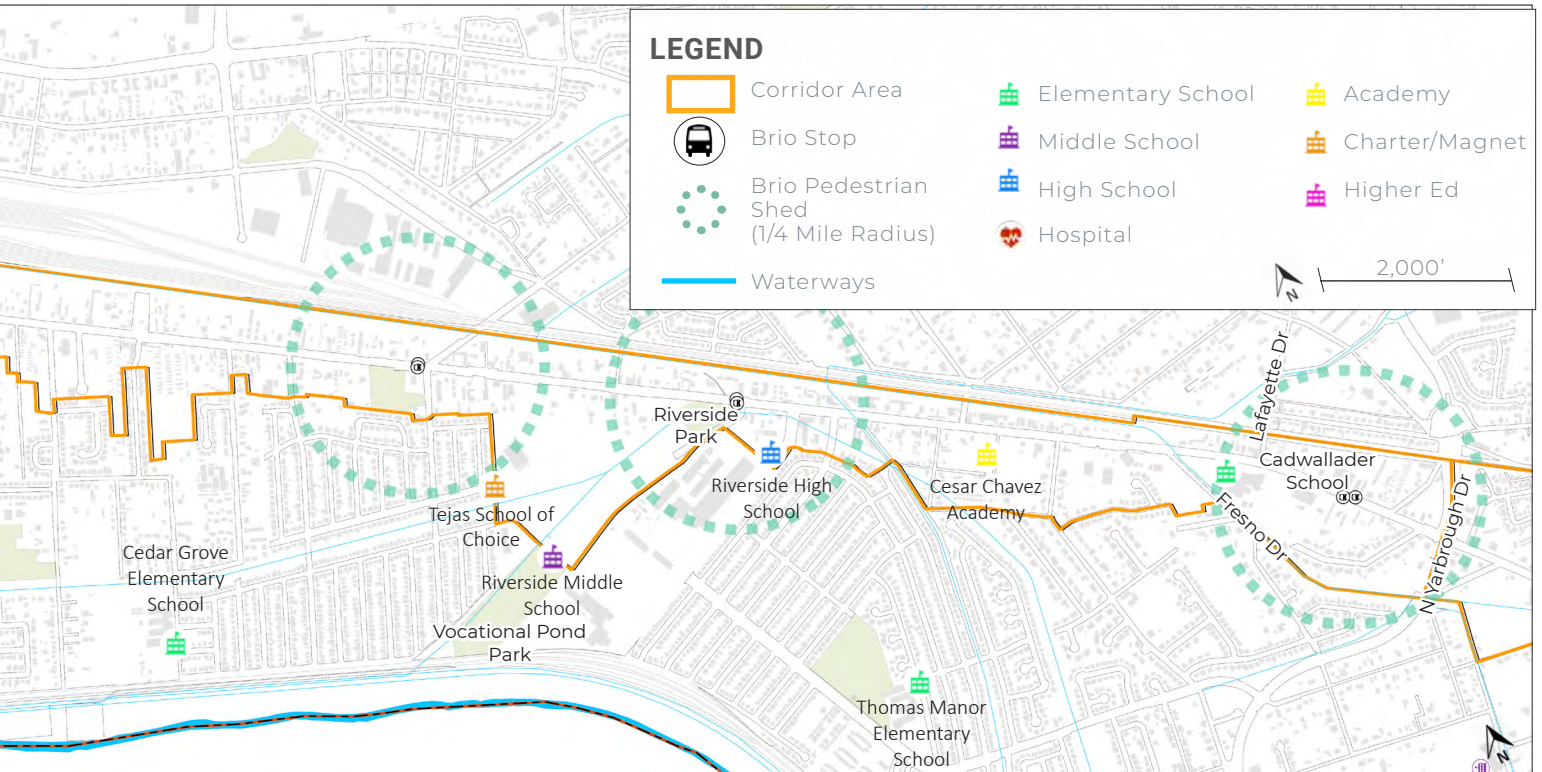 LEGEND
Corridor Area
Brio Stop
Brio Pedestrian
Shed
(1/4 Mile Radius)
Waterways
Elementary School
Middle School
High School
Hospital
Academy
Charter/Magnet
Higher Ed
N
2,000’
Lafayette Dr
Riverside
Park
Cadwallader
School
Riverside High
School
Cesar Chavez
Academy
Fresno Dr
N Yarbrough Dr
Tejas School of
Choice
Cedar Grove
Elementary
School
Riverside Middle
School
Vocational Pond
Park
Thomas Manor
Elementary
School
N